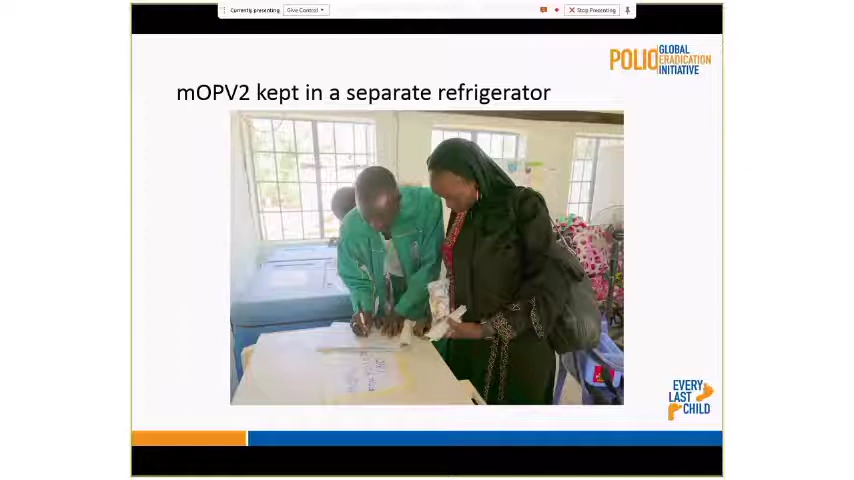 Currently presenting
Give Control
Stop Presenting
POLIO GLOBAL
ERADICATION
INITIATIVE
mOPV2 kept in a separate refrigerator
EVERY
LAST
CHILD